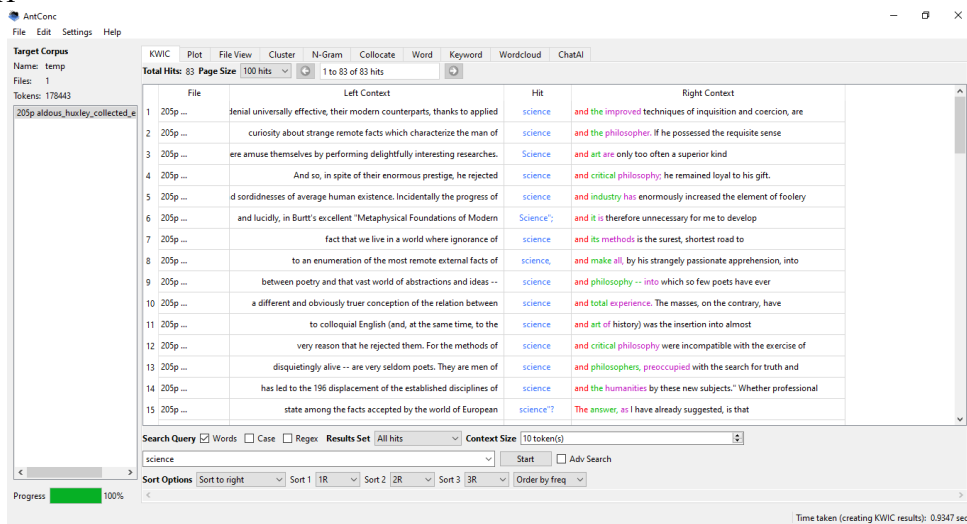 AntConc
File Edit Settings Help
Target Corpus
Name: temp
Files: 1
Tokens: 178443
205p aldous_huxley_collected_e
Progress 100%
KWIC Plot File View Cluster N-Gram Collocate Word Keyword Wordcloud ChatAI
Total Hits: 83 Page Size 100 hits 1 to 83 of 83 hits
File Left Context Hit Right Context
1 205p ... denial universally effective, their modern counterparts, thanks to applied science and the improved techniques of inquisition and coercion, are
2 205p ... curiosity about strange remote facts which characterize the man of science and the philosopher. If he possessed the requisite sense
3 205p ... ere amuse themselves by performing delightfully interesting researches. Science and art are only too often a superior kind
4 205p ... And so, in spite of their enormous prestige, he rejected science and critical philosophy; he remained loyal to his gift.
5 205p ... d sordidnesses of average human existence. Incidentally the progress of science and industry has enormously increased the element of foolery
6 205p ... and lucidly, in Burtt's excellent "Metaphysical Foundations of Modern Science"; and it is therefore unnecessary for me to develop
7 205p ... fact that we live in a world where ignorance of science and its methods is the surest, shortest road to
8 205p ... to an enumeration of the most remote external facts of science, and make all, by his strangely passionate apprehension, into
9 205p ... between poetry and that vast world of abstractions and ideas -- science and philosophy -- into which so few poets have ever
10 205p ... a different and obviously truer conception of the relation between science and total experience. The masses, on the contrary, have
11 205p ... to colloquial English (and, at the same time, to the science and art of history) was the insertion into almost
12 205p ... very reason that he rejected them. For the methods of science and critical philosophy were incompatible with the exercise of
13 205p ... disquietingly alive -- are very seldom poets. They are men of science and philosophers, preoccupied with the search for truth and
14 205p ... has led to the 196 displacement of the established disciplines of science and the humanities by these new subjects." Whether professional
15 205p ... state among the facts accepted by the world of European science"? The answer, as I have already suggested, is that
Search Query Words Case Regex Results Set All hits Context Size 10 token(s)
science Start Adv Search
Sort Options Sort to right Sort 1 1R Sort 2 2R Sort 3 3R Order by freq
Time taken (creating KWIC results): 0.9347 sec